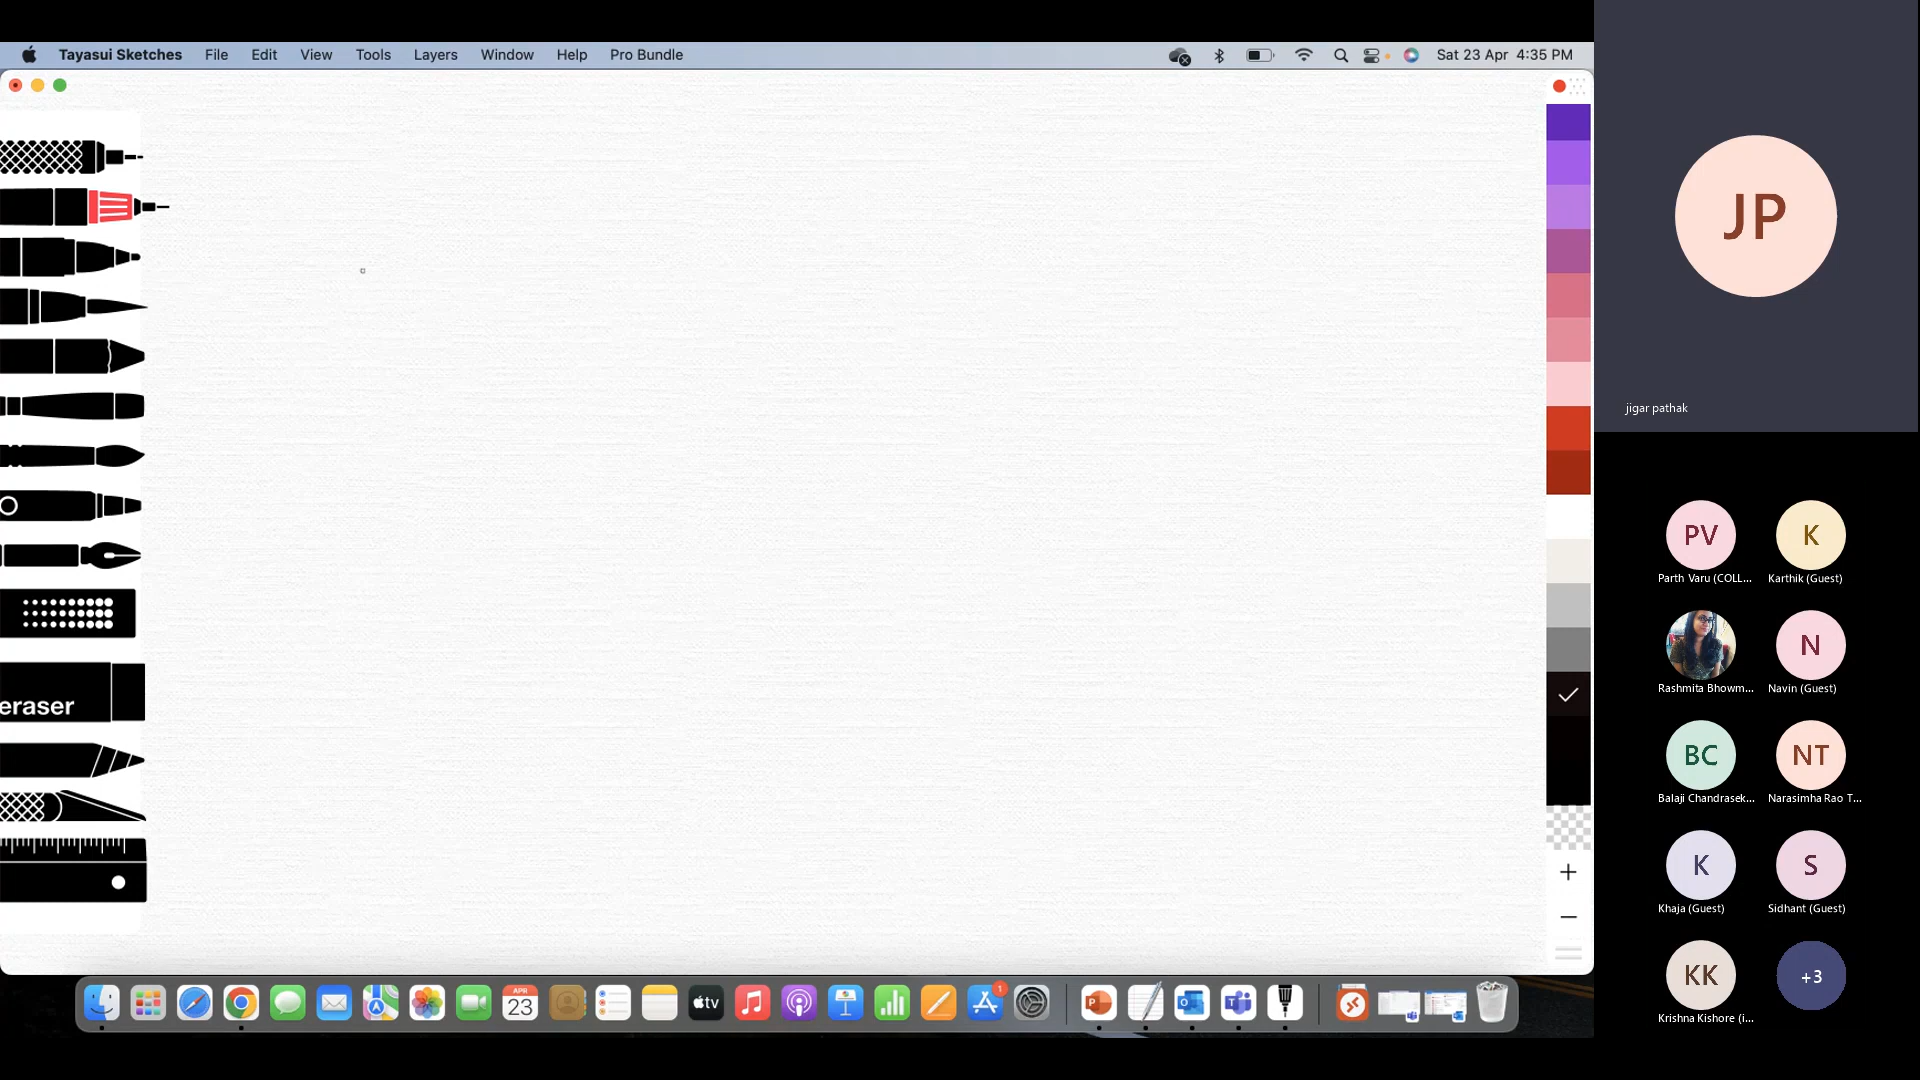 Tayasui Sketches File Edit View Tools Layers Window Help Pro Bundle Sat 23 Apr 4:35 PM
eraser
APR
23
tv
1
JP
jigar pathak
PV K
Parth Varu (COLL... Karthik (Guest)
N
Rashmita Bhowm... Navin (Guest)
BC NT
Balaji Chandrasek... Narasimha Rao T...
K S
Khaja (Guest) Sidhant (Guest)
KK +3
Krishna Kishore (i...